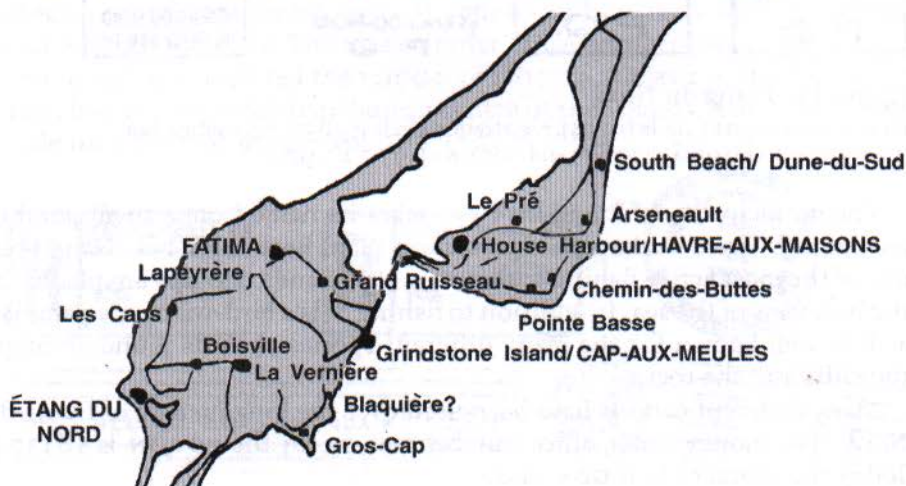 South Beach/ Dune-du-Sud
Le Pré
Arseneault
House Harbour/HAVRE-AUX-MAISONS
FATIMA
Lapéyrère
Grand Ruisseau
Chemin-des-Buttes
Les Caps
Pointe Basse
Boisville
Grindstone Island/CAP-AUX-MEULES
La Vernière
ÉTANG DU
NORD
Blaquière?
Gros-Cap